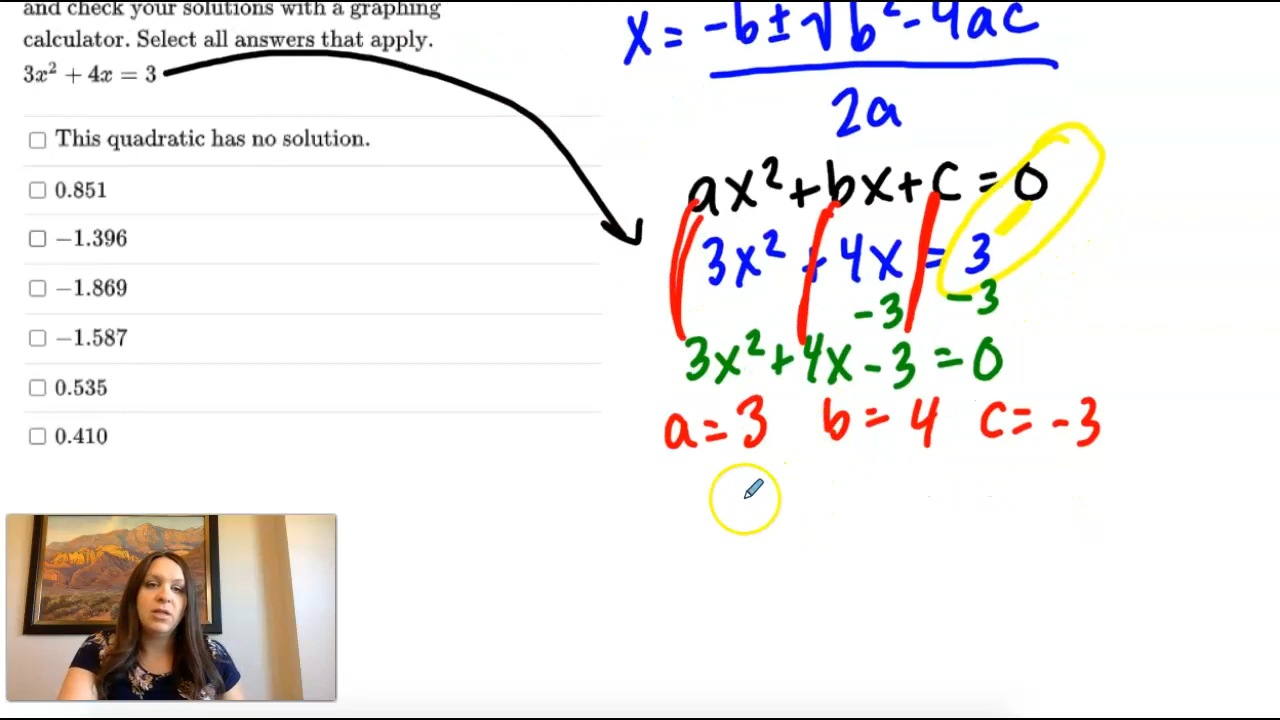 and check your solutions with a graphing
calculator. Select all answers that apply.
3x² + 4x = 3
This quadratic has no solution.
0.851
−1.396
−1.869
−1.587
0.535
0.410
x = -b ± √b² - 4ac
2a
ax² + bx + c = 0
3x² + 4x = 3
-3 -3
3x² + 4x - 3 = 0
a = 3 b = 4 c = -3